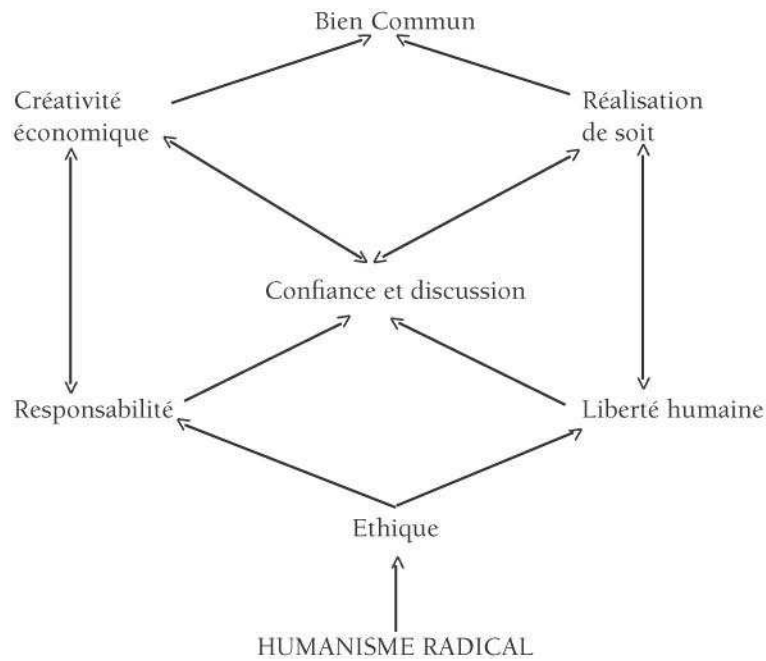 Bien Commun
Créativité
économique
Réalisation
de soit
Confiance et discussion
Responsabilité
Liberté humaine
Ethique
HUMANISME RADICAL